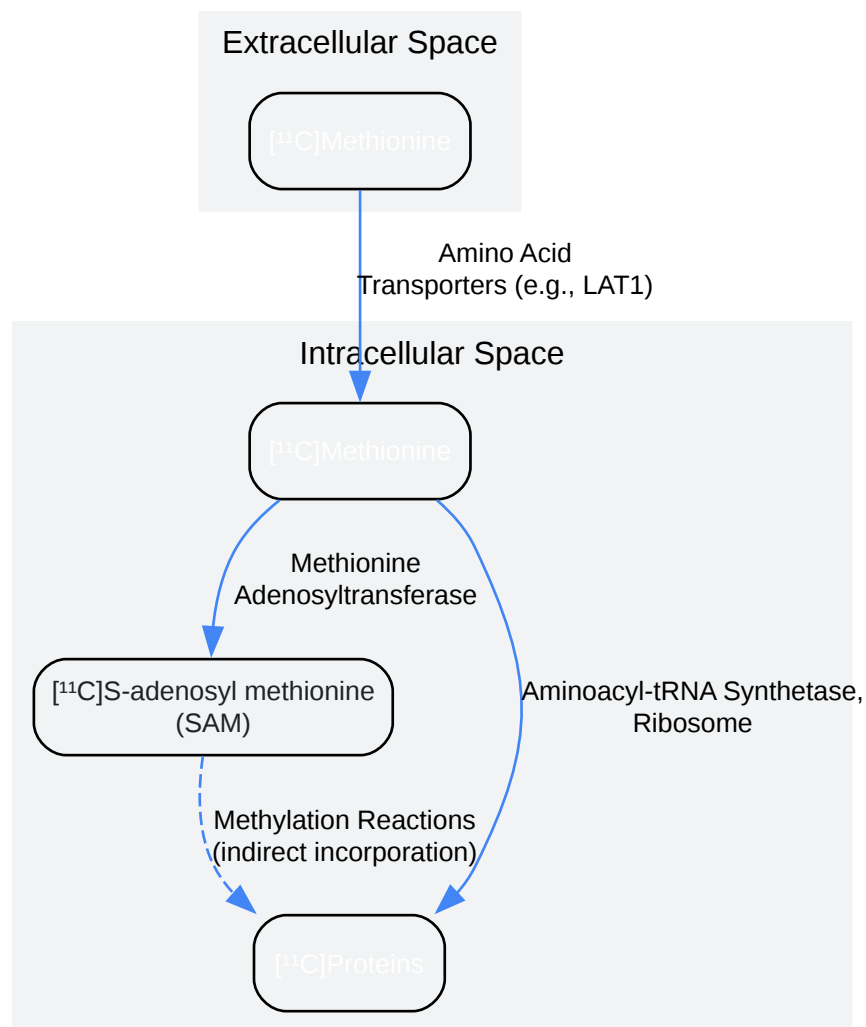 Extracellular Space
[¹¹C]Methionine
Amino Acid
Transporters (e.g., LAT1)
Intracellular Space
[¹¹C]Methionine
Methionine
Adenosyltransferase
[¹¹C]S-adenosyl methionine
(SAM)
Aminoacyl-tRNA Synthetase,
Ribosome
Methylation Reactions
(indirect incorporation)
[¹¹C]Proteins